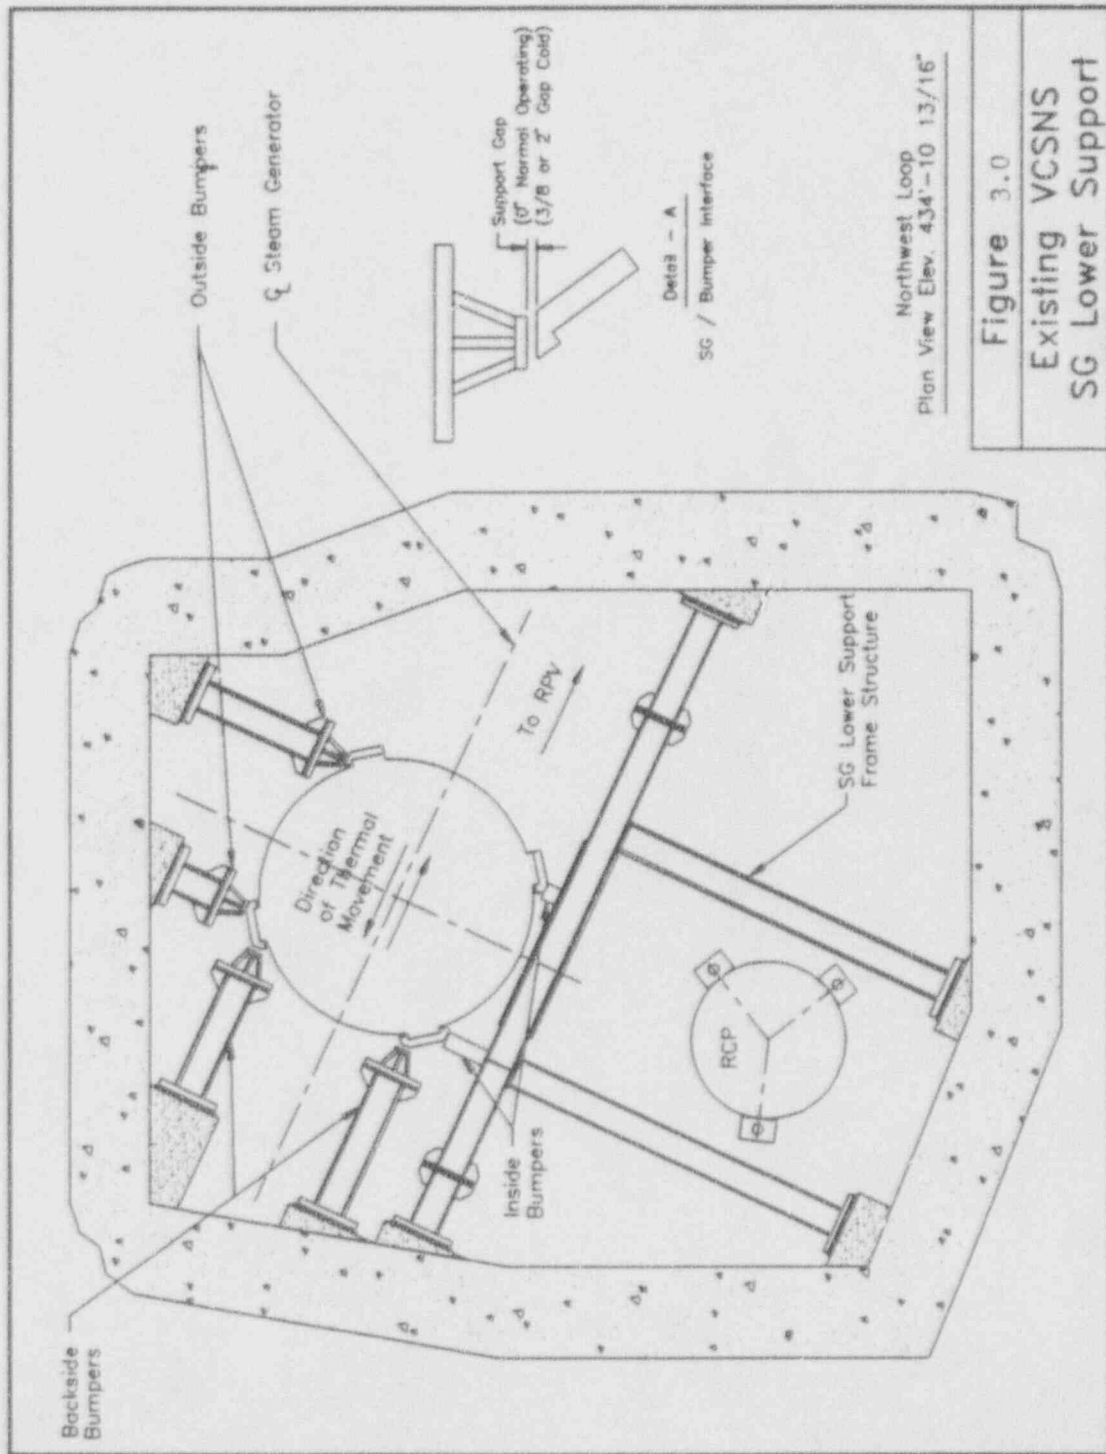 Backside
Bumpers
Outside Bumpers
℄ Steam Generator
Direction
of Thermal
Movement
To RPV
Inside
Bumpers
RCP
SG Lower Support
Frame Structure
Support Gap
(0" Normal Operating)
(3/8 or 2" Gap Cold)
Detail - A
SG / Bumper Interface
Northwest Loop
Plan View Elev. 434'-10 13/16"
Figure 3.0
Existing VCSNS
SG Lower Support